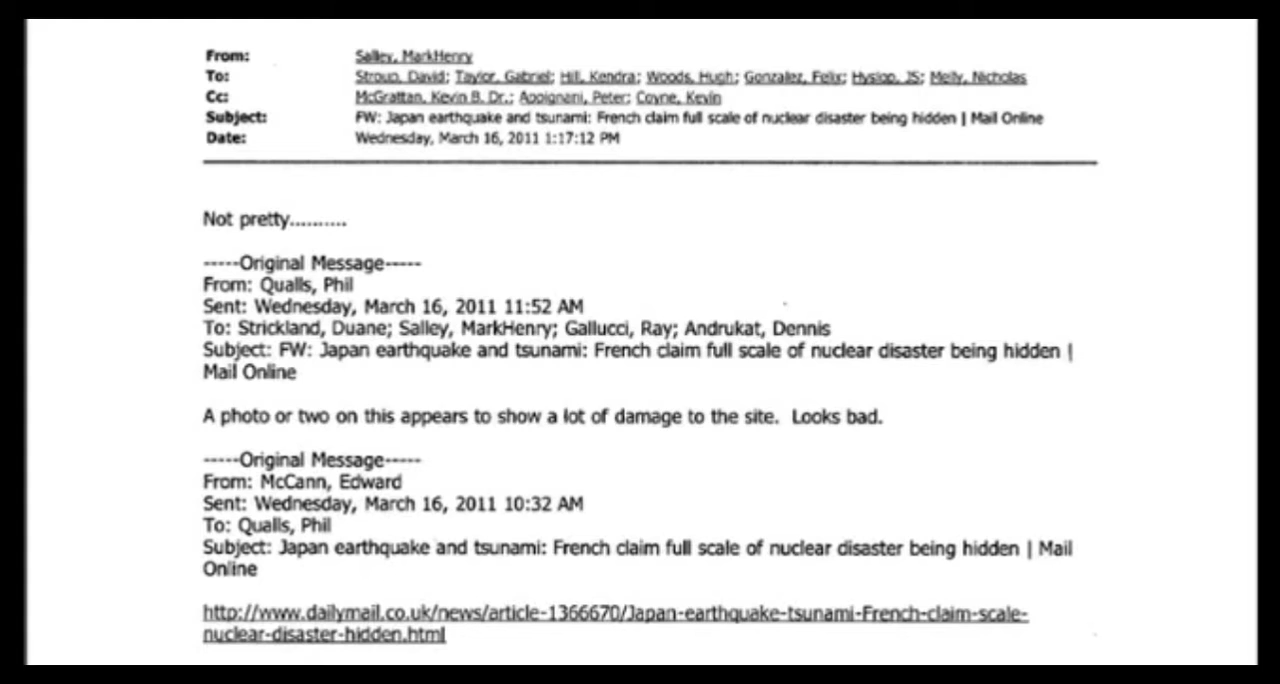 From: Salley, MarkHenry
To: Stroup, David; Taylor, Gabriel; Hill, Kendra; Woods, Hugh; Gonzalez, Felix; Hyslop, JS; Melly, Nicholas
Cc: McGrattan, Kevin B. Dr.; Appignani, Peter; Coyne, Kevin
Subject: FW: Japan earthquake and tsunami: French claim full scale of nuclear disaster being hidden | Mail Online
Date: Wednesday, March 16, 2011 1:17:12 PM
Not pretty..........
-----Original Message-----
From: Qualls, Phil
Sent: Wednesday, March 16, 2011 11:52 AM
To: Strickland, Duane; Salley, MarkHenry; Gallucci, Ray; Andrukat, Dennis
Subject: FW: Japan earthquake and tsunami: French claim full scale of nuclear disaster being hidden |
Mail Online
A photo or two on this appears to show a lot of damage to the site.  Looks bad.
-----Original Message-----
From: McCann, Edward
Sent: Wednesday, March 16, 2011 10:32 AM
To: Qualls, Phil
Subject: Japan earthquake and tsunami: French claim full scale of nuclear disaster being hidden | Mail
Online
http://www.dailymail.co.uk/news/article-1366670/Japan-earthquake-tsunami-French-claim-scale-
nuclear-disaster-hidden.html